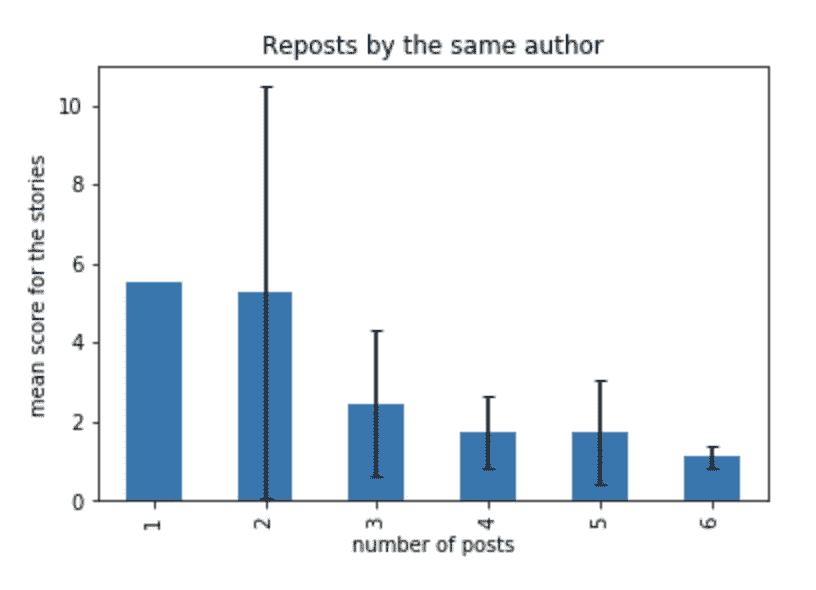 Reposts by the same author
mean score for the stories
10
8
6
4
2
0
1 2 3 4 5 6
number of posts